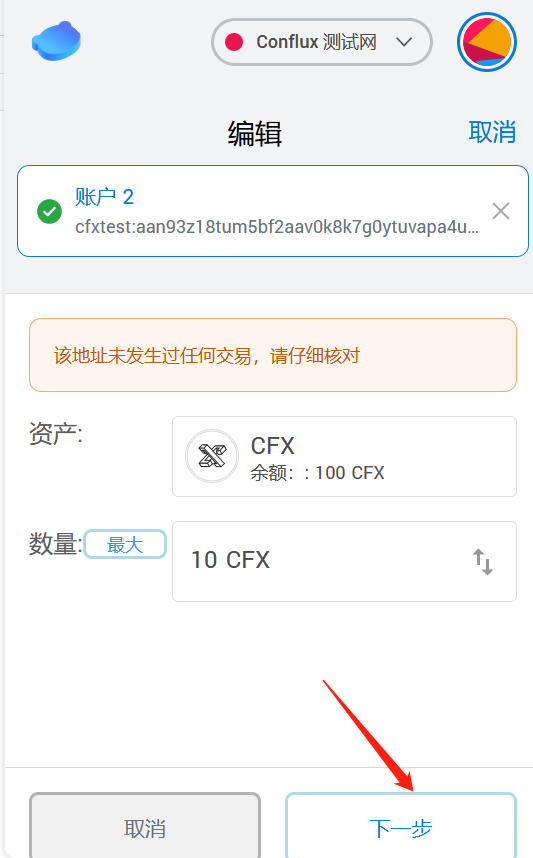 Conflux 测试网
编辑
取消
账户 2
cfxtest:aan93z18tum5bf2aav0k8k7g0ytuvapa4u...
该地址未发生过任何交易，请仔细核对
资产:
CFX
余额：: 100 CFX
数量:
最大
10 CFX
取消
下一步